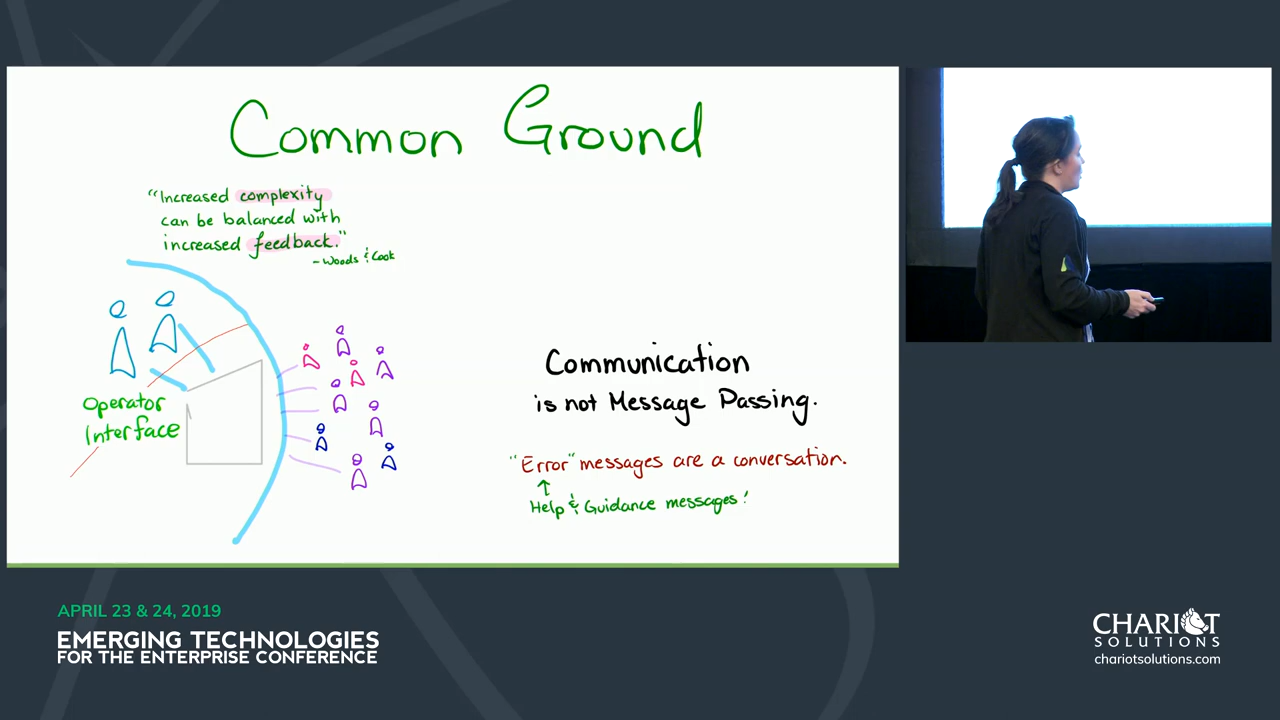 Common Ground
"Increased complexity
can be balanced with
increased feedback."
- Woods & Cook
Operator
Interface
Communication
is not Message Passing.
"Error" messages are a conversation.
Help & Guidance messages!
APRIL 23 & 24, 2019
EMERGING TECHNOLOGIES
FOR THE ENTERPRISE CONFERENCE
CHARIOT
SOLUTIONS
chariotsolutions.com